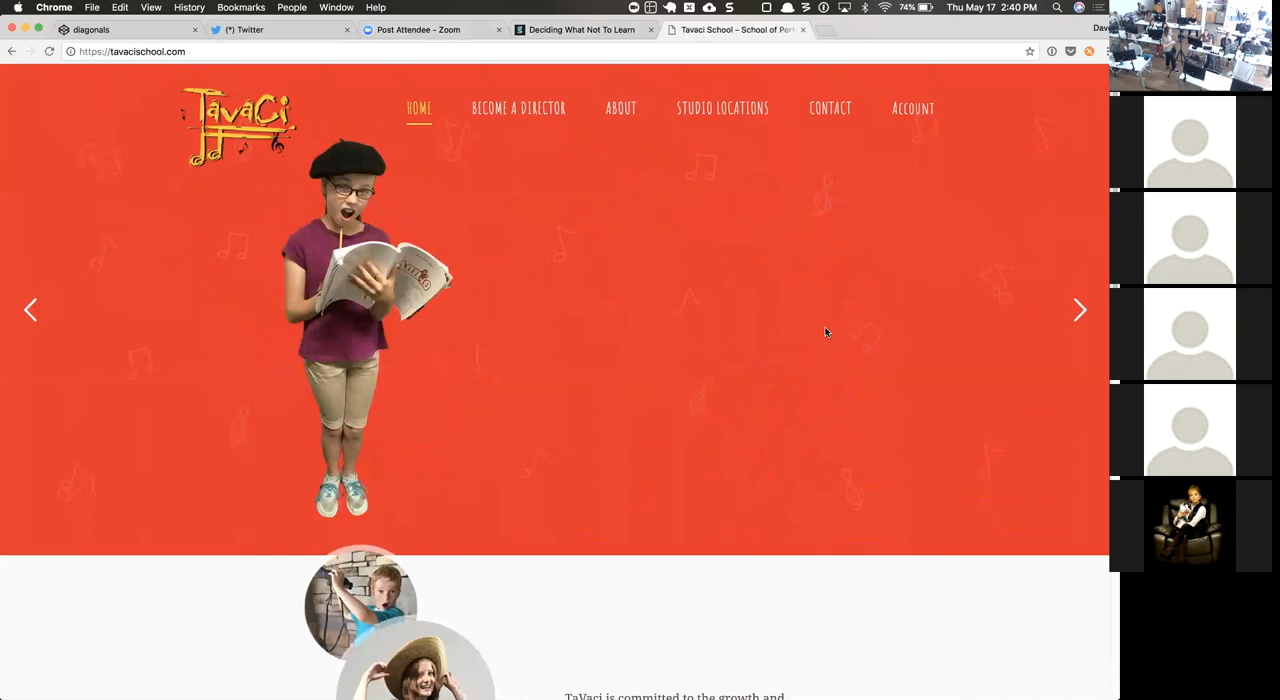 Chrome File Edit View History Bookmarks People Window Help 74% Thu May 17 2:40 PM
diagonals (*) Twitter Post Attendee - Zoom Deciding What Not To Learn Tavaci School – School of Per Dav
https://tavacischool.com
TaVaCi
HOME BECOME A DIRECTOR ABOUT STUDIO LOCATIONS CONTACT Account
TaVaci is committed to the growth and